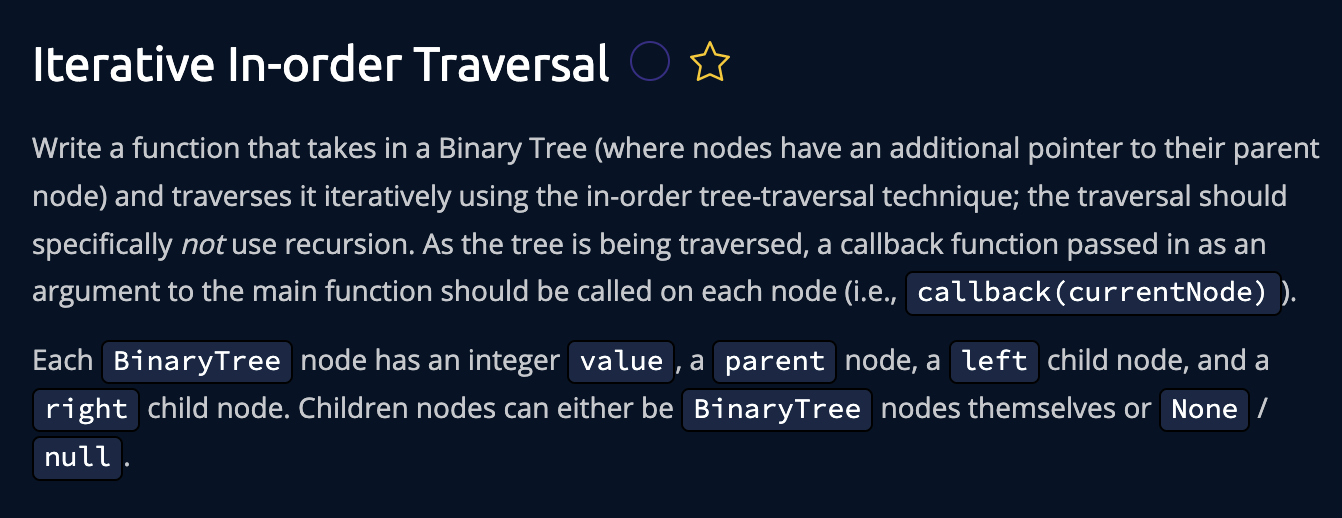 Iterative In-order Traversal
Write a function that takes in a Binary Tree (where nodes have an additional pointer to their parent
node) and traverses it iteratively using the in-order tree-traversal technique; the traversal should
specifically not use recursion. As the tree is being traversed, a callback function passed in as an
argument to the main function should be called on each node (i.e., callback(currentNode) ).
Each BinaryTree node has an integer value , a parent node, a left child node, and a
right child node. Children nodes can either be BinaryTree nodes themselves or None /
null .